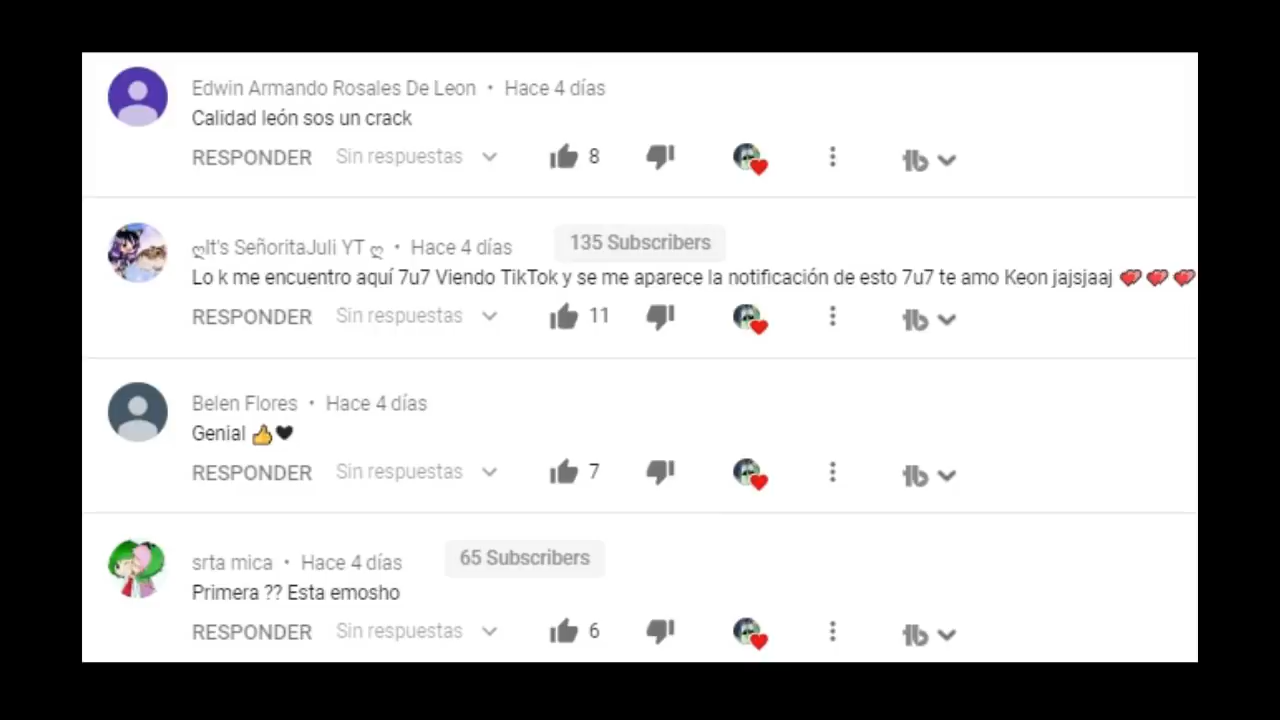 Edwin Armando Rosales De Leon • Hace 4 días
Calidad león sos un crack
RESPONDER Sin respuestas 8
ღIt's SeñoritaJuli YT ღ • Hace 4 días 135 Subscribers
Lo k me encuentro aquí 7u7 Viendo TikTok y se me aparece la notificación de esto 7u7 te amo Keon jajsjaaj 💕💕💕
RESPONDER Sin respuestas 11
Belen Flores • Hace 4 días
Genial 👍🖤
RESPONDER Sin respuestas 7
srta mica • Hace 4 días 65 Subscribers
Primera ?? Esta emosho
RESPONDER Sin respuestas 6